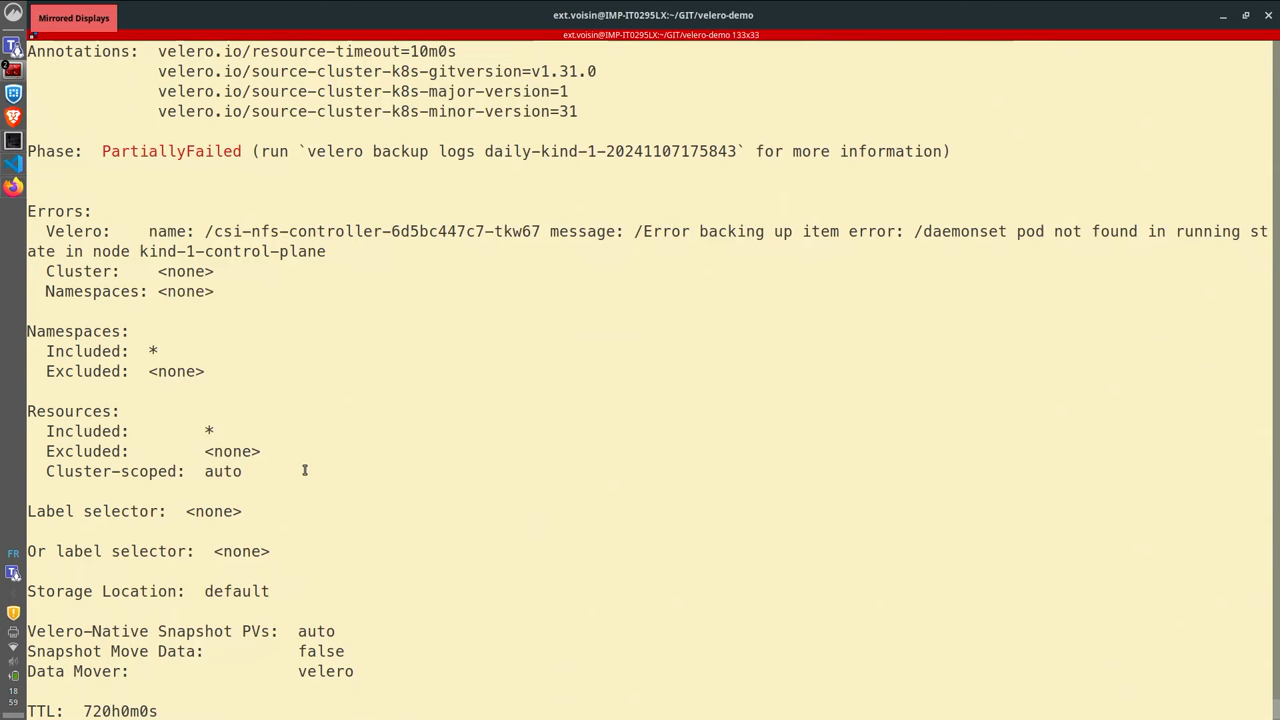 Mirrored Displays
ext.voisin@IMP-IT0295LX:~/GIT/velero-demo
ext.voisin@IMP-IT0295LX:~/GIT/velero-demo 133x33
Annotations:  velero.io/resource-timeout=10m0s
velero.io/source-cluster-k8s-gitversion=v1.31.0
velero.io/source-cluster-k8s-major-version=1
velero.io/source-cluster-k8s-minor-version=31
Phase:  PartiallyFailed (run `velero backup logs daily-kind-1-20241107175843` for more information)
Errors:
Velero:    name: /csi-nfs-controller-6d5bc447c7-tkw67 message: /Error backing up item error: /daemonset pod not found in running st
ate in node kind-1-control-plane
Cluster:    <none>
Namespaces: <none>
Namespaces:
Included:  *
Excluded:  <none>
Resources:
Included:        *
Excluded:        <none>
Cluster-scoped:  auto
Label selector:  <none>
Or label selector:  <none>
Storage Location:  default
Velero-Native Snapshot PVs:  auto
Snapshot Move Data:          false
Data Mover:                  velero
TTL:  720h0m0s
2
FR
18
59